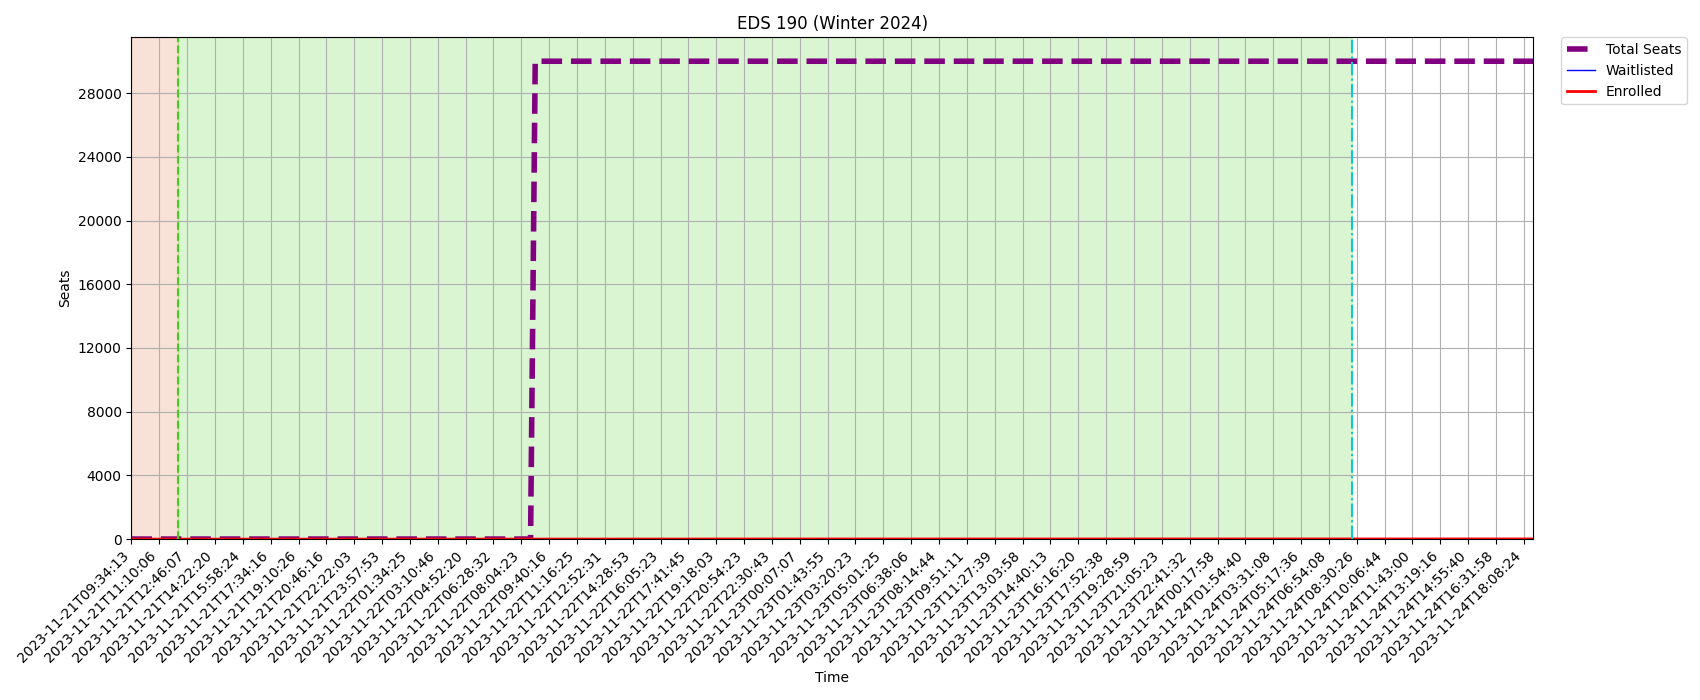 EDS 190 (Winter 2024)
Total Seats
Waitlisted
Enrolled
28000
24000
20000
16000
12000
8000
4000
0
Seats
2023-11-21T09:34:13
2023-11-21T11:10:06
2023-11-21T12:46:07
2023-11-21T14:22:20
2023-11-21T15:58:24
2023-11-21T17:34:16
2023-11-21T19:10:26
2023-11-21T20:46:16
2023-11-21T22:22:03
2023-11-21T23:57:53
2023-11-22T01:34:25
2023-11-22T03:10:46
2023-11-22T04:52:20
2023-11-22T06:28:32
2023-11-22T08:04:23
2023-11-22T09:40:16
2023-11-22T11:16:25
2023-11-22T12:52:31
2023-11-22T14:28:53
2023-11-22T16:05:23
2023-11-22T17:41:45
2023-11-22T19:18:03
2023-11-22T20:54:23
2023-11-22T22:30:43
2023-11-23T00:07:07
2023-11-23T01:43:55
2023-11-23T03:20:23
2023-11-23T05:01:25
2023-11-23T06:38:06
2023-11-23T08:14:44
2023-11-23T09:51:11
2023-11-23T11:27:39
2023-11-23T13:03:58
2023-11-23T14:40:13
2023-11-23T16:16:20
2023-11-23T17:52:38
2023-11-23T19:28:59
2023-11-23T21:05:23
2023-11-23T22:41:32
2023-11-24T00:17:58
2023-11-24T01:54:40
2023-11-24T03:31:08
2023-11-24T05:17:36
2023-11-24T06:54:08
2023-11-24T08:30:26
2023-11-24T10:06:44
2023-11-24T11:43:00
2023-11-24T13:19:16
2023-11-24T14:55:40
2023-11-24T16:31:58
2023-11-24T18:08:24
Time